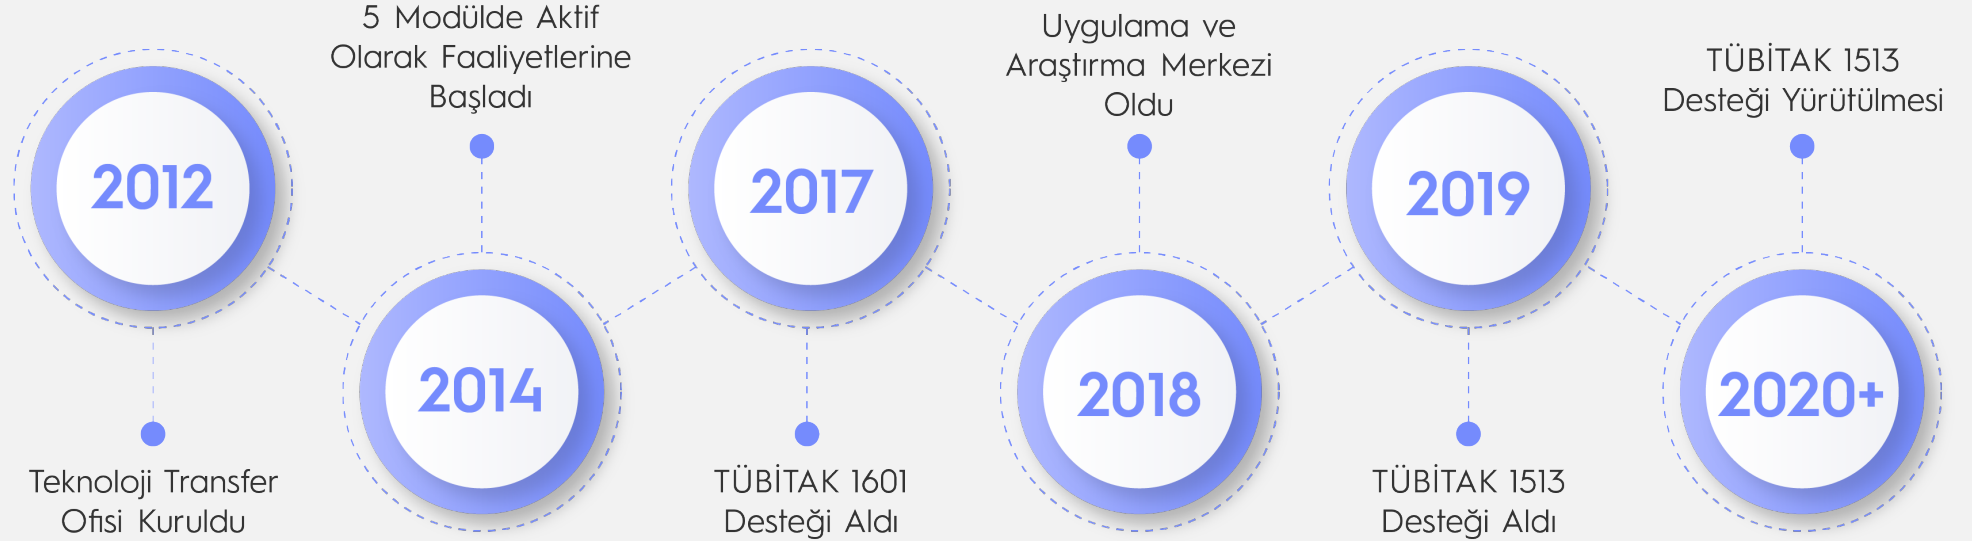 2012
Teknoloji Transfer
Ofisi Kuruldu
5 Modülde Aktif
Olarak Faaliyetlerine
Başladı
2014
2017
TÜBİTAK 1601
Desteği Aldı
Uygulama ve
Araştırma Merkezi
Oldu
2018
2019
TÜBİTAK 1513
Desteği Aldı
TÜBİTAK 1513
Desteği Yürütülmesi
2020+